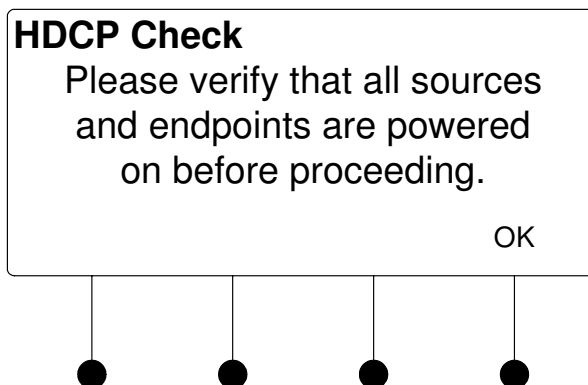 HDCP Check
Please verify that all sources
and endpoints are powered
on before proceeding.
OK